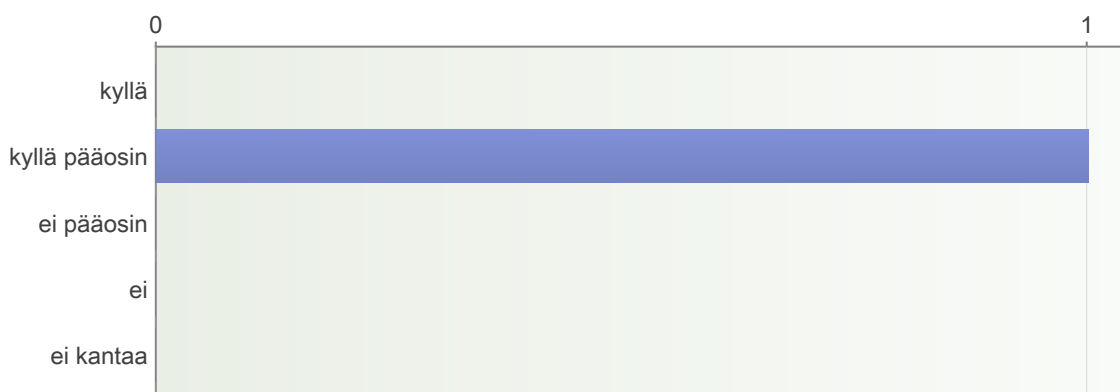 0 1
kyllä
kyllä pääosin
ei pääosin
ei
ei kantaa